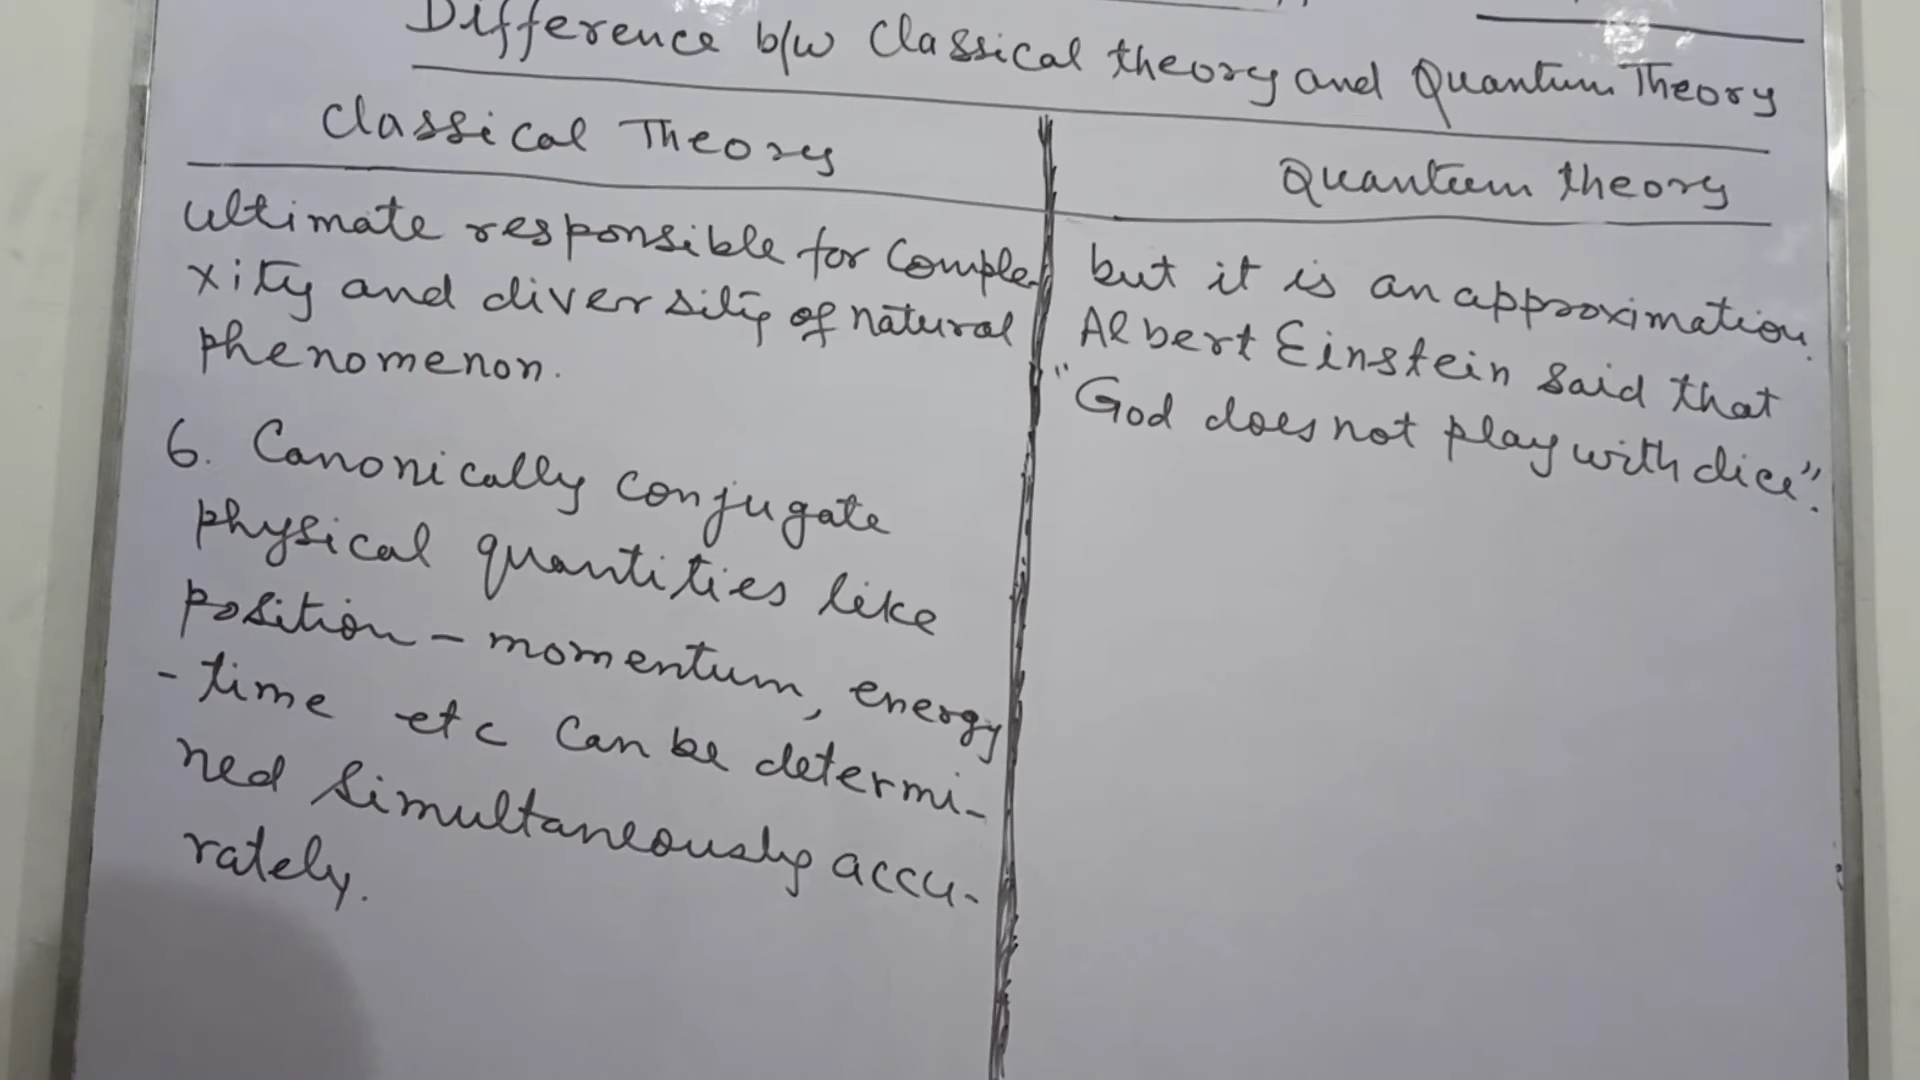 Difference b/w Classical theory and Quantum Theory
Classical Theory
ultimate responsible for Comple-
xity and diversity of natural
phenomenon.
6. Canonically conjugate
physical quantities like
position - momentum, energy
- time etc Can be determi-
ned simultaneously accu-
rately.
Quantum theory
but it is an approximation.
Albert Einstein said that
"God does not play with dice".